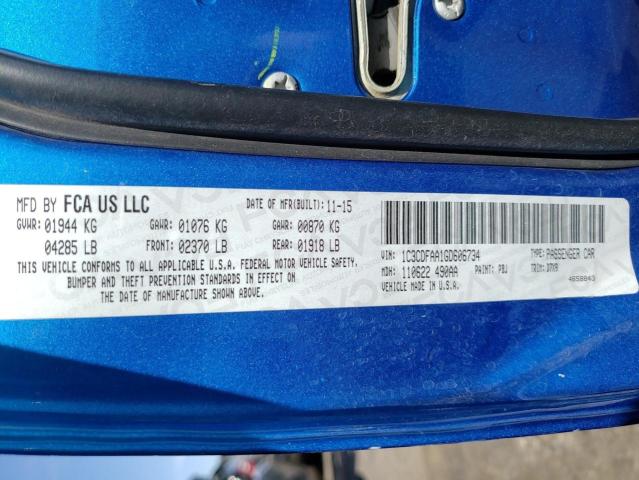 MFD BY FCA US LLC
DATE OF MFR(BUILT): 11-15
GVWR: 01944 KG GAWR: 01076 KG GAWR: 00870 KG
04285 LB FRONT: 02370 LB REAR: 01918 LB
THIS VEHICLE CONFORMS TO ALL APPLICABLE U.S.A. FEDERAL MOTOR VEHICLE SAFETY,
BUMPER AND THEFT PREVENTION STANDARDS IN EFFECT ON
THE DATE OF MANUFACTURE SHOWN ABOVE.
VIN: 1C3CDFAA1GD606734 TYPE: PASSENGER CAR
MDH: 110622 490AA PAINT: PBJ TRIM: D7X9
VEHICLE MADE IN U.S.A. 4658843